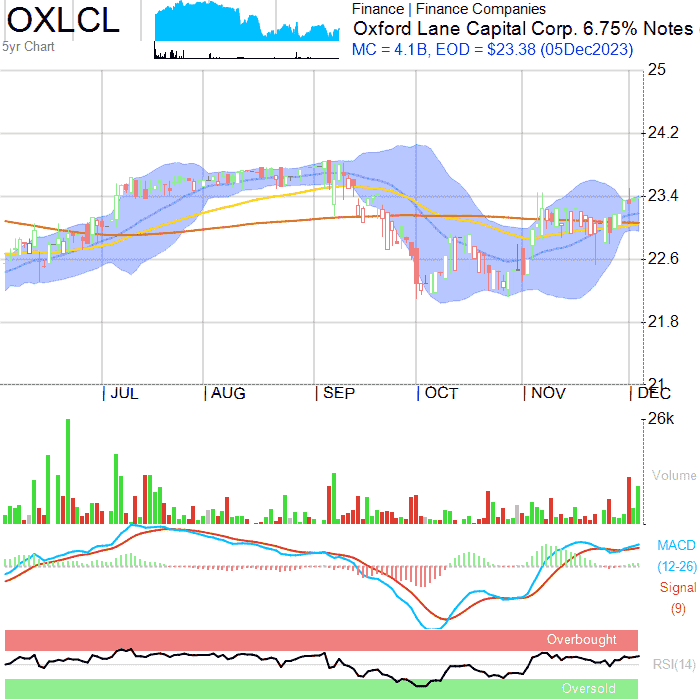 OXLCL
5yr Chart
Finance | Finance Companies
Oxford Lane Capital Corp. 6.75% Notes
MC = 4.1B, EOD = $23.38 (05Dec2023)
25
24.2
23.4
22.6
21.8
21
JUL
AUG
SEP
OCT
NOV
DEC
26k
Volume
MACD
(12-26)
Signal
(9)
Overbought
RSI(14)
Oversold